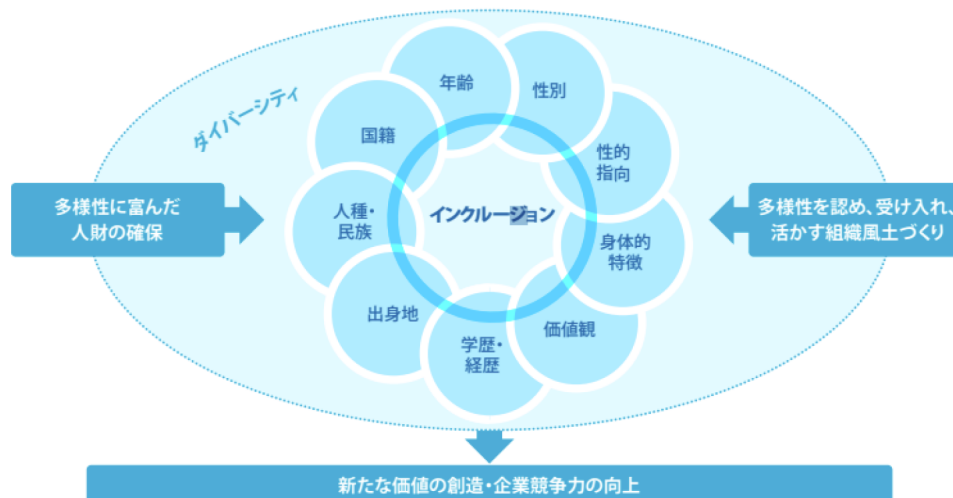 ダイバーシティ
年齢
性別
国籍
性的
指向
人種・
民族
インクルージョン
身体的
特徴
出身地
価値観
学歴・
経歴
多様性に富んだ
人財の確保
多様性を認め、受け入れ、
活かす組織風土づくり
新たな価値の創造・企業競争力の向上